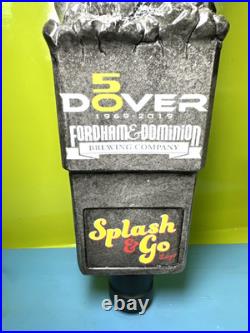 50
DOVER
1969-2019
FORDHAM & DOMINION
BREWING COMPANY
Splash
& Go